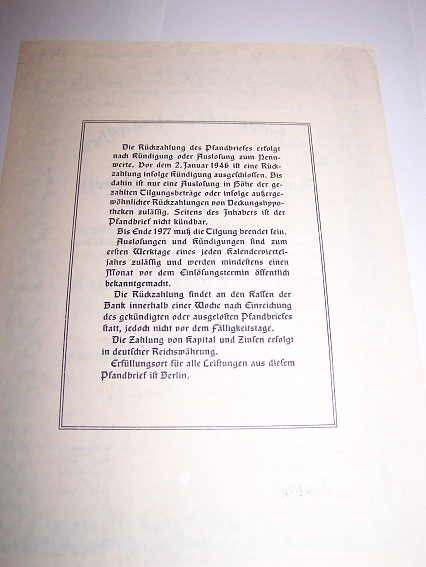 Die Rückzahlung des Pfandbriefes erfolgt
nach Kündigung oder Auslosung zum Nenn-
werte. Vor dem 2. Januar 1946 ist eine Rück-
zahlung infolge Kündigung ausgeschlossen. Bis
dahin ist nur eine Auslosung in Höhe der ge-
zahlten Tilgungsbeträge oder infolge außerge-
wöhnlicher Rückzahlungen von Deckungshypo-
theken zulässig. Seitens des Inhabers ist der
Pfandbrief nicht kündbar.
Bis Ende 1977 muß die Tilgung beendet sein.
Auslosungen und Kündigungen sind zum
ersten Werktage eines jeden Kalenderviertel-
jahrs zulässig und werden mindestens einen
Monat vor dem Einlösungstermin öffentlich
bekanntgemacht.
Die Rückzahlung findet an den Kassen der
Bank innerhalb einer Woche nach Einreichung
des gekündigten oder ausgelosten Pfandbriefes
statt, jedoch nicht vor dem Fälligkeitstage.
Die Zahlung von Kapital und Zinsen erfolgt
in deutscher Reichswährung.
Erfüllungsort für alle Leistungen aus diesem
Pfandbrief ist Berlin.